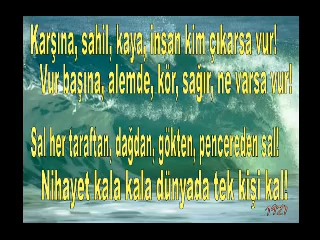 Karşına, sahil, kaya, insan kim çıkarsa vur!
Vur başına, alemde, kör, sağır, ne varsa vur!
Sal her taraftan, dağdan, gökten, pencereden sal!
Nihayet kala kala dünyada tek kişi kal!